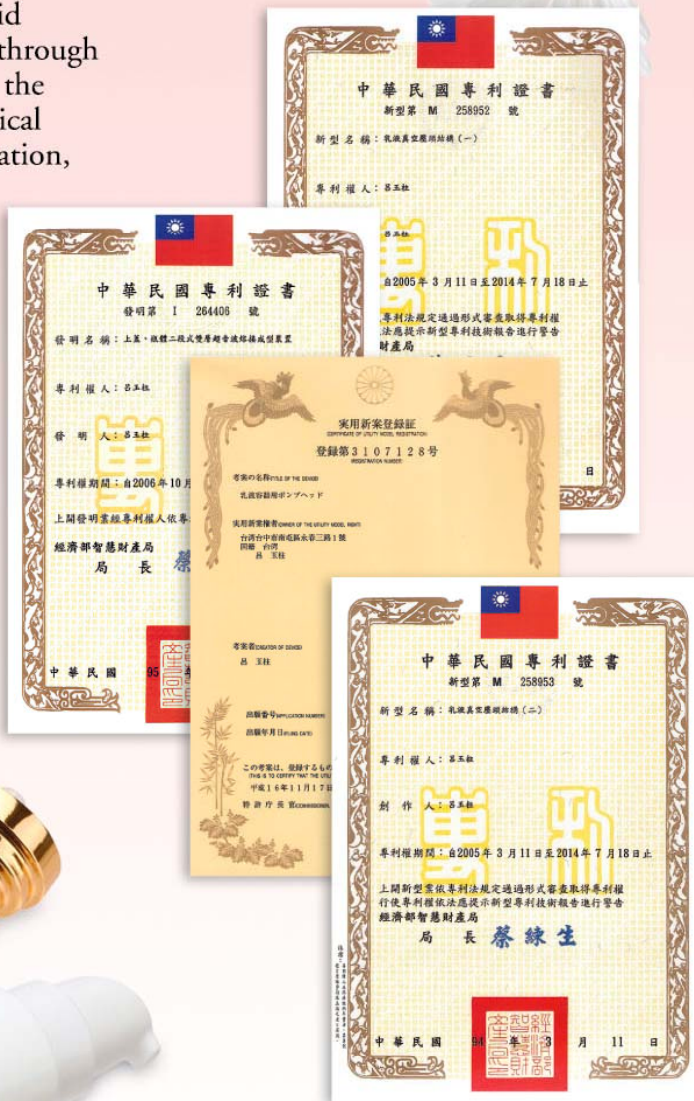 id
through
the
ical
ation,
中華民國專利證書
新型第 M 258952 號
新型名稱：乳液真空壓頭結構（一）
專利權人：呂玉柱
呂玉柱
自2005年3月11日至2014年7月18日止
專利法規定通過形式審查取得專利權
法應提示新型專利技術報告進行警告
財產局
日
中華民國專利證書
發明第 I 264406 號
發明名稱：上蓋、瓶體二段式雙層超音波熔接成型裝置
專利權人：呂玉柱
發明人：呂玉柱
專利權期間：自2006年10月
上開發明業經專利權人依專
經濟部智慧財產局
局長 蔡
中華民國 95 年
実用新案登録証
(CERTIFICATE OF UTILITY MODEL REGISTRATION)
登録第3107128号
(REGISTRATION NUMBER)
考案の名称(TITLE OF THE DEVICE)
乳液容器用ポンプヘッド
実用新案権者(OWNER OF THE UTILITY MODEL RIGHT)
台湾台中市南屯區永春三路1號
国籍 台湾
呂 玉柱
考案者(CREATOR OF DEVICE)
呂 玉柱
出願番号(APPLICATION NUMBER)
出願年月日(FILING DATE)
この考案は、登録するもの
(THIS IS TO CERTIFY THAT THE UTIL
平成16年11月17日
特許庁長官(COMMISSIONER,
中華民國專利證書
新型第 M 258953 號
新型名稱：乳液真空壓頭結構（二）
專利權人：呂玉柱
創作人：呂玉柱
專利權期間：自2005年3月11日至2014年7月18日止
上開新型業依專利法規定通過形式審查取得專利權
行使專利權依法應提示新型專利技術報告進行警告
經濟部智慧財產局
局長 蔡練生
中華民國 94 年 3 月 11 日